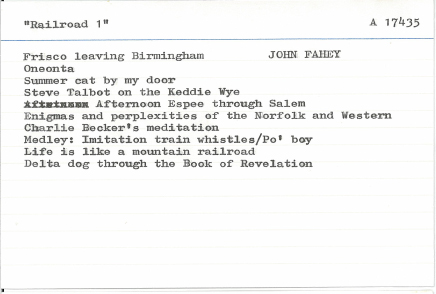 "Railroad 1" A 17435
Frisco leaving Birmingham JOHN FAHEY
Oneonta
Summer cat by my door
Steve Talbot on the Keddie Wye
Afternoon Espee through Salem
Enigmas and perplexities of the Norfolk and Western
Charlie Becker's meditation
Medley: Imitation train whistles/Po' boy
Life is like a mountain railroad
Delta dog through the Book of Revelation